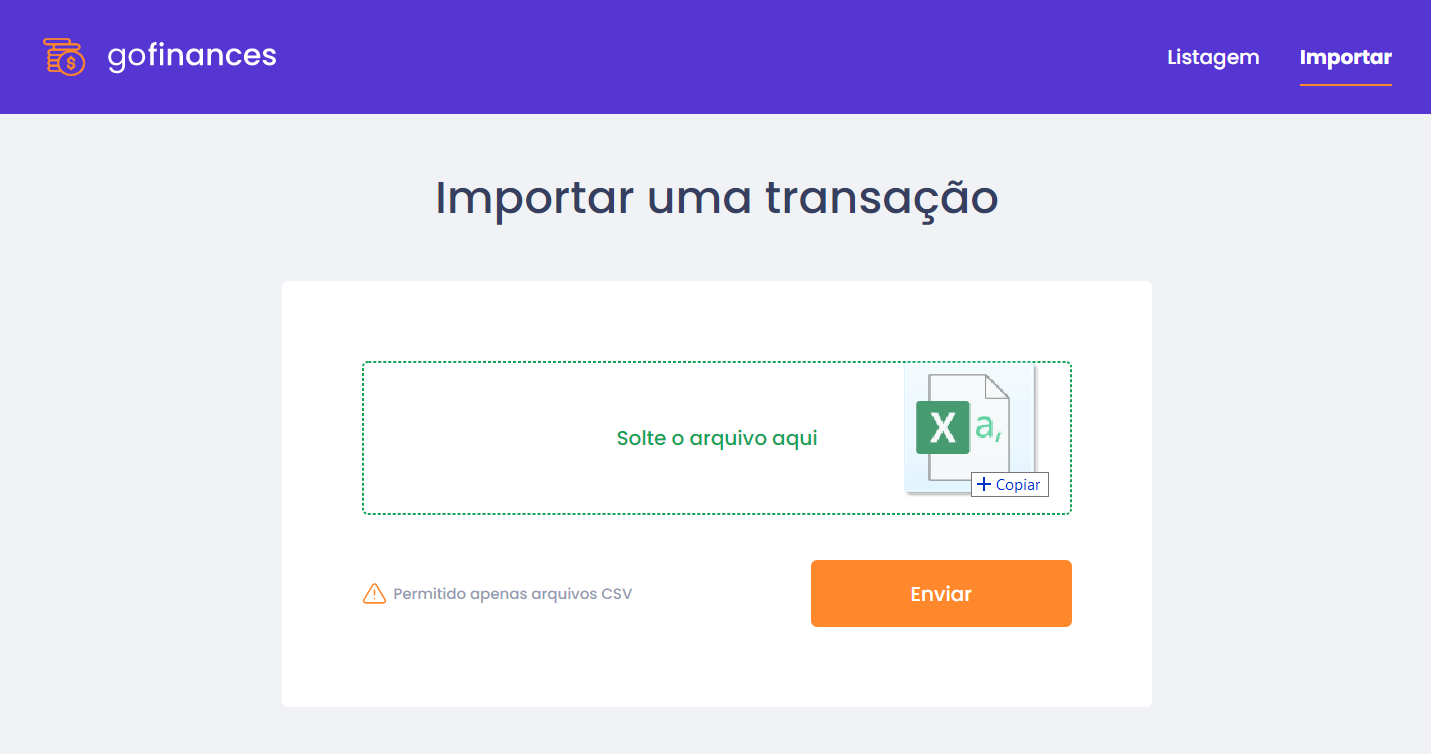 gofinances
Listagem
Importar
Importar uma transação
Solte o arquivo aqui
X
a,
+ Copiar
Permitido apenas arquivos CSV
Enviar